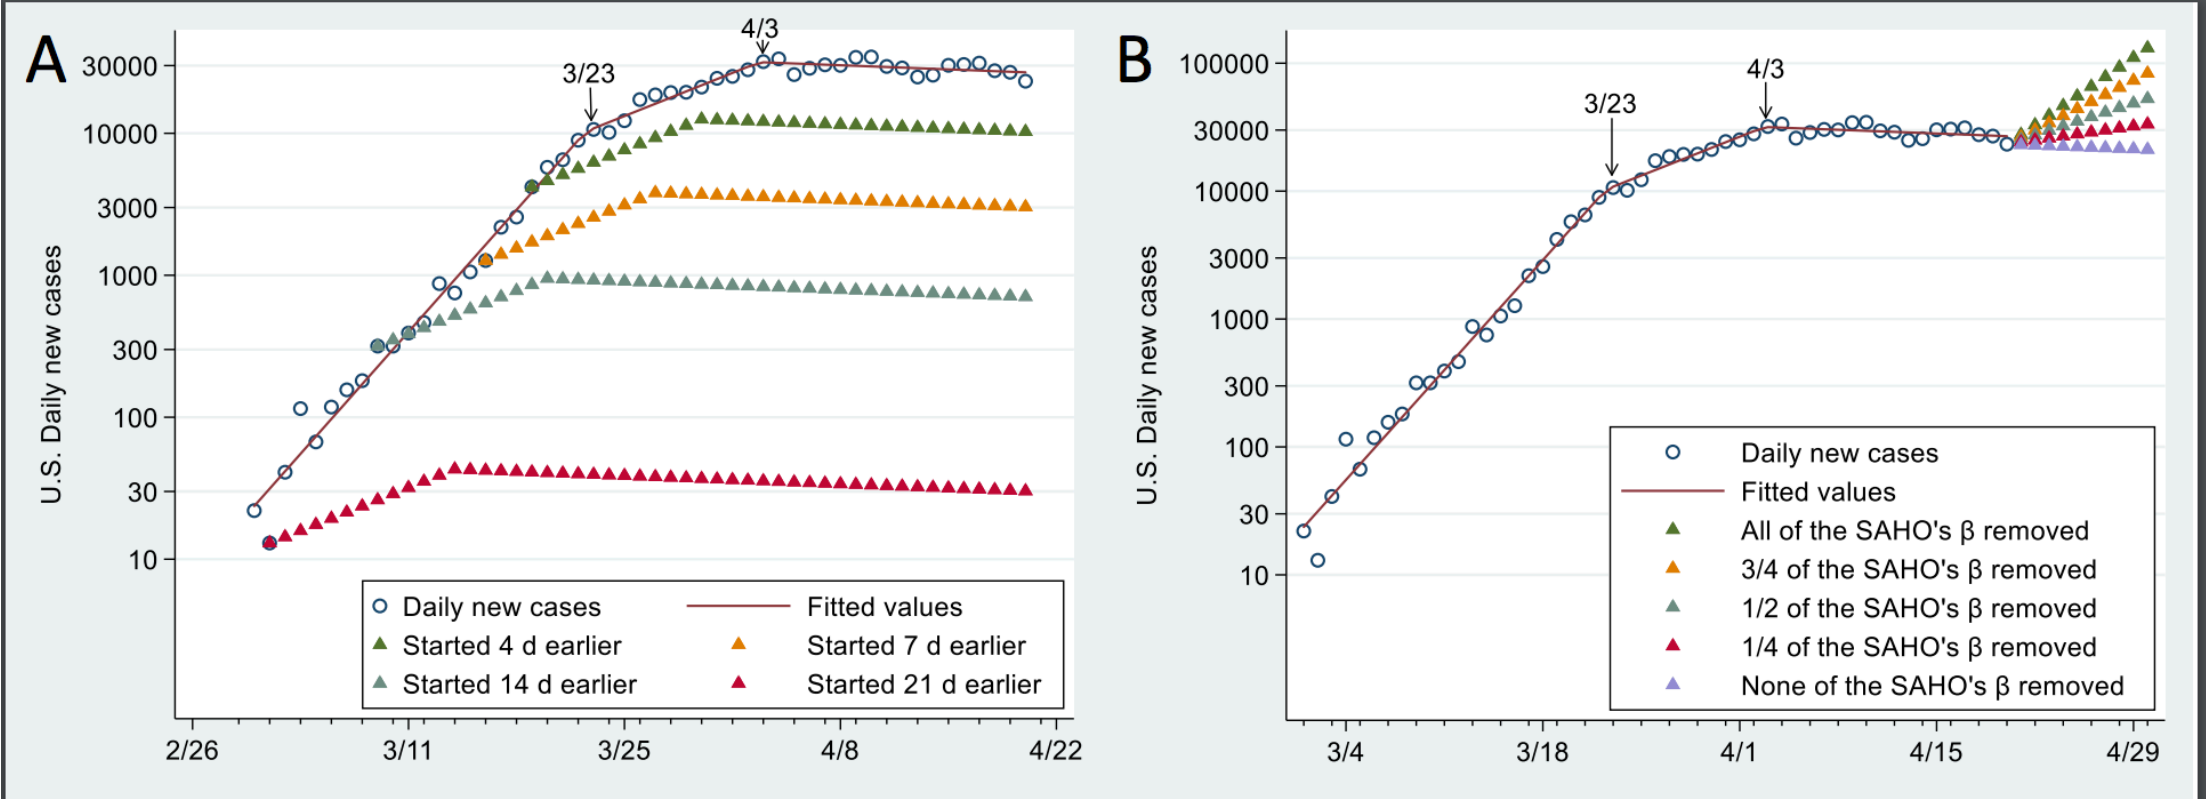 A
U.S. Daily new cases
30000
10000
3000
1000
300
100
30
10
3/23
4/3
Daily new cases
Fitted values
Started 4 d earlier
Started 7 d earlier
Started 14 d earlier
Started 21 d earlier
2/26
3/11
3/25
4/8
4/22
B
U.S. Daily new cases
100000
30000
10000
3000
1000
300
100
30
10
3/23
4/3
Daily new cases
Fitted values
All of the SAHO's β removed
3/4 of the SAHO's β removed
1/2 of the SAHO's β removed
1/4 of the SAHO's β removed
None of the SAHO's β removed
3/4
3/18
4/1
4/15
4/29